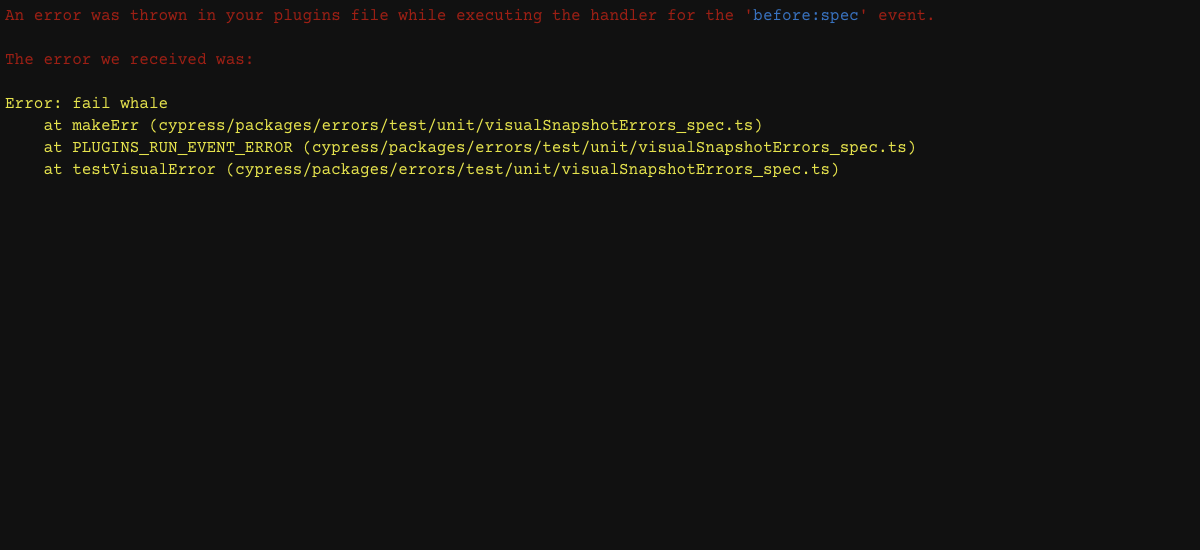 An error was thrown in your plugins file while executing the handler for the 'before:spec' event.
The error we received was:
Error: fail whale
    at makeErr (cypress/packages/errors/test/unit/visualSnapshotErrors_spec.ts)
    at PLUGINS_RUN_EVENT_ERROR (cypress/packages/errors/test/unit/visualSnapshotErrors_spec.ts)
    at testVisualError (cypress/packages/errors/test/unit/visualSnapshotErrors_spec.ts)